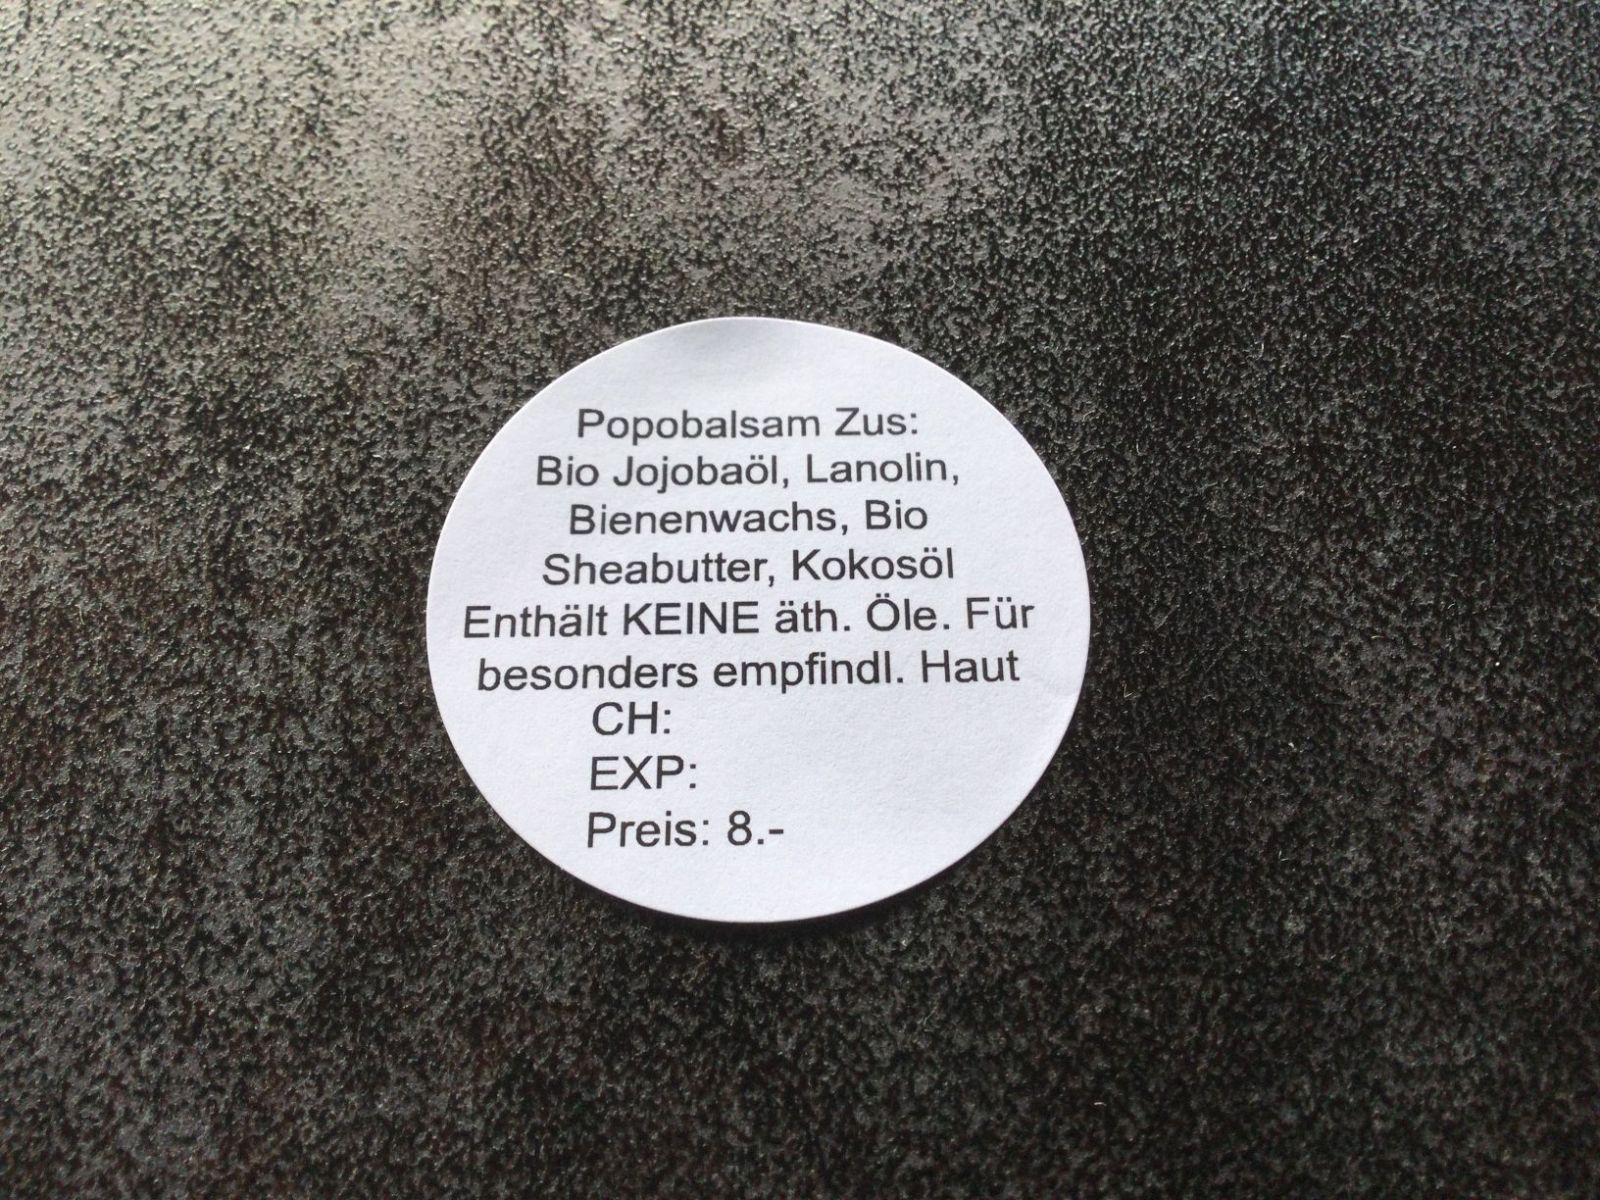 Popobalsam Zus:
Bio Jojobaöl, Lanolin,
Bienenwachs, Bio
Sheabutter, Kokosöl
Enthält KEINE äth. Öle. Für
besonders empfindl. Haut
CH:
EXP:
Preis: 8.-